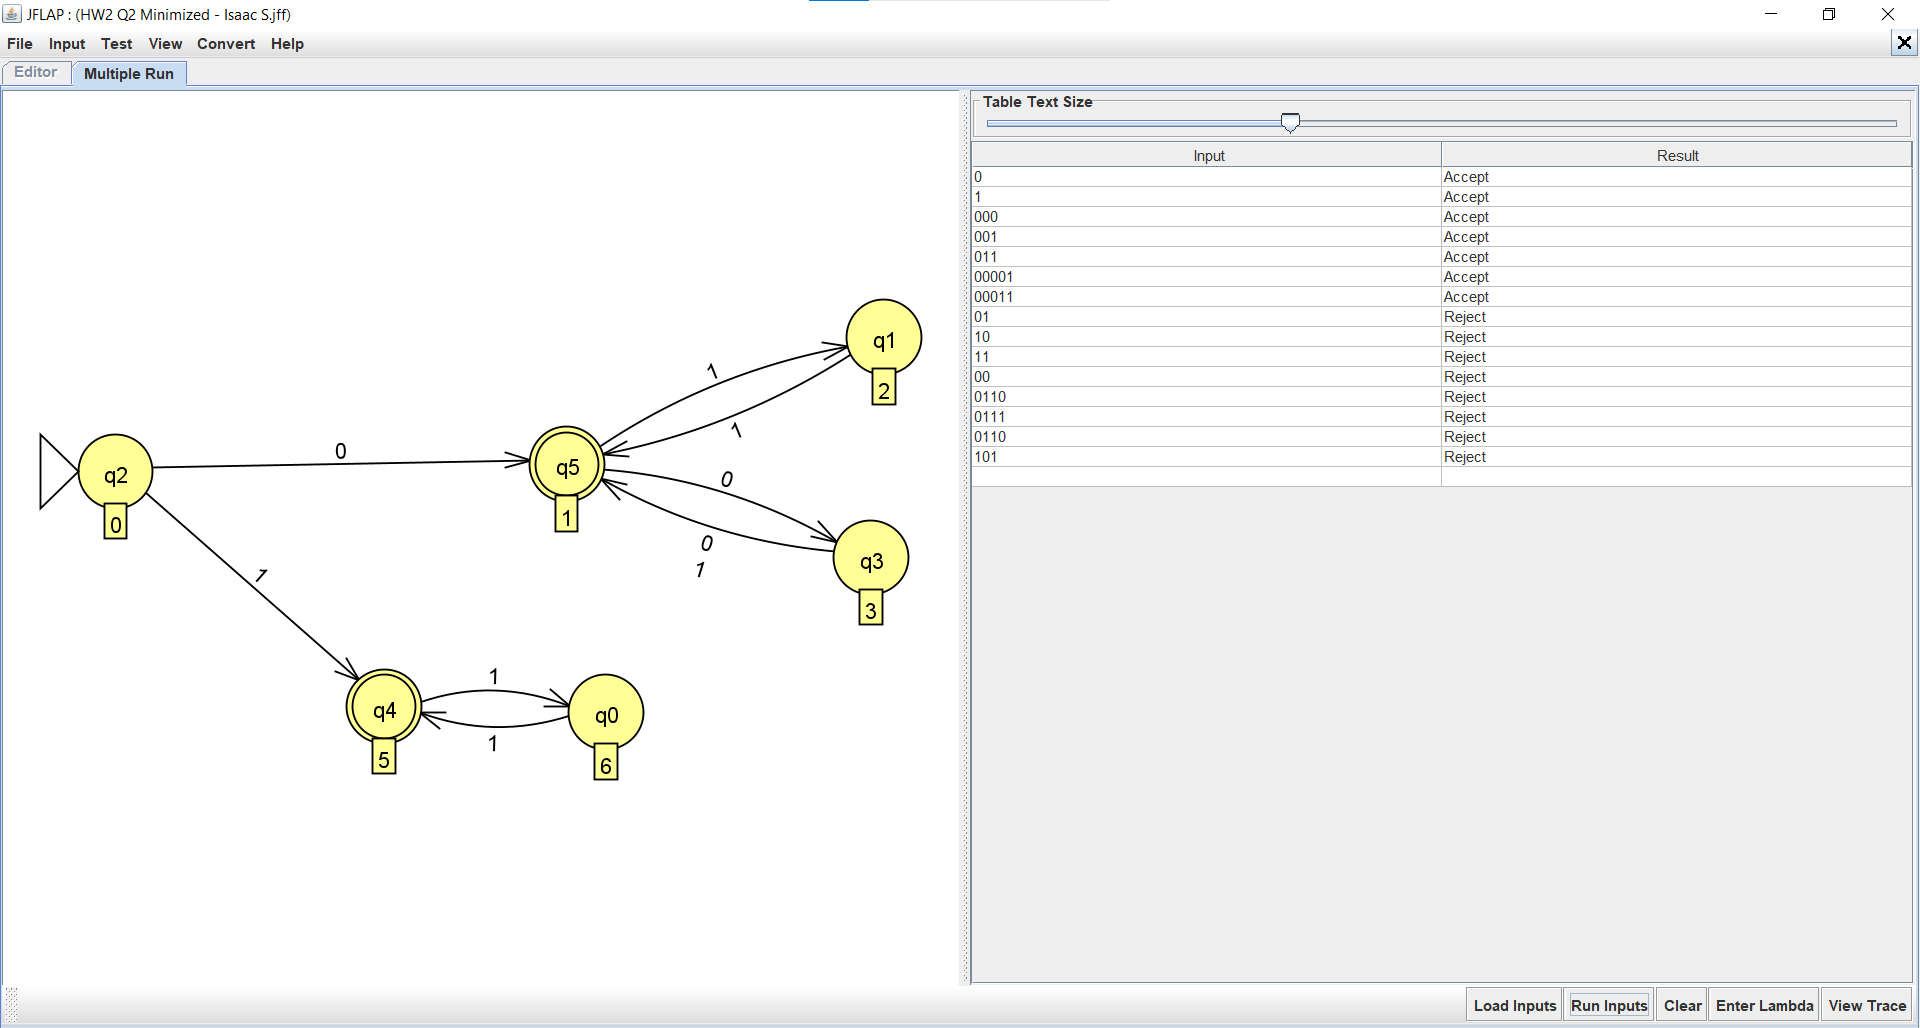 JFLAP : (HW2 Q2 Minimized - Isaac S.jff)
File Input Test View Convert Help
Editor Multiple Run
q1
2
1
1
q2
0
0
q5
1
0
0
1
q3
3
1
q4
5
1
1
q0
6
Table Text Size
Input Result
0 Accept
1 Accept
000 Accept
001 Accept
011 Accept
00001 Accept
00011 Accept
01 Reject
10 Reject
11 Reject
00 Reject
0110 Reject
0111 Reject
0110 Reject
101 Reject
Load Inputs Run Inputs Clear Enter Lambda View Trace